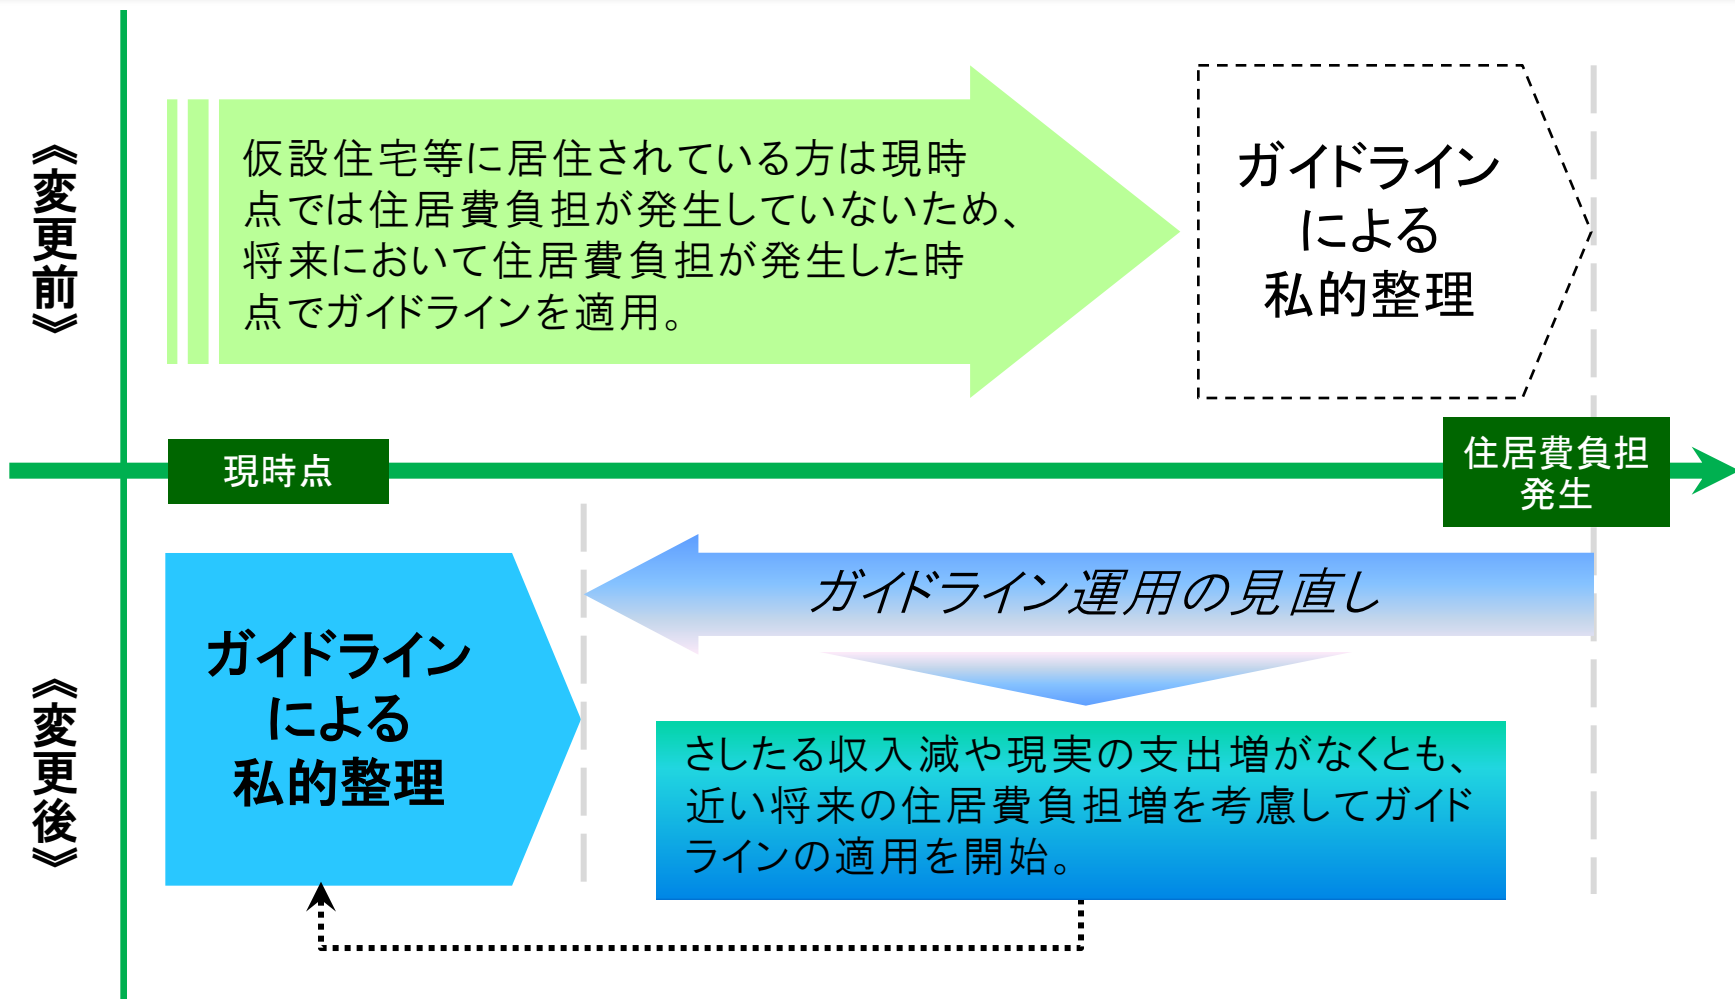 《変更前》
仮設住宅等に居住されている方は現時
点では住居費負担が発生していないため、
将来において住居費負担が発生した時
点でガイドラインを適用。
ガイドライン
による
私的整理
現時点
住居費負担
発生
《変更後》
ガイドライン
による
私的整理
ガイドライン運用の見直し
さしたる収入減や現実の支出増がなくとも、
近い将来の住居費負担増を考慮してガイド
ラインの適用を開始。